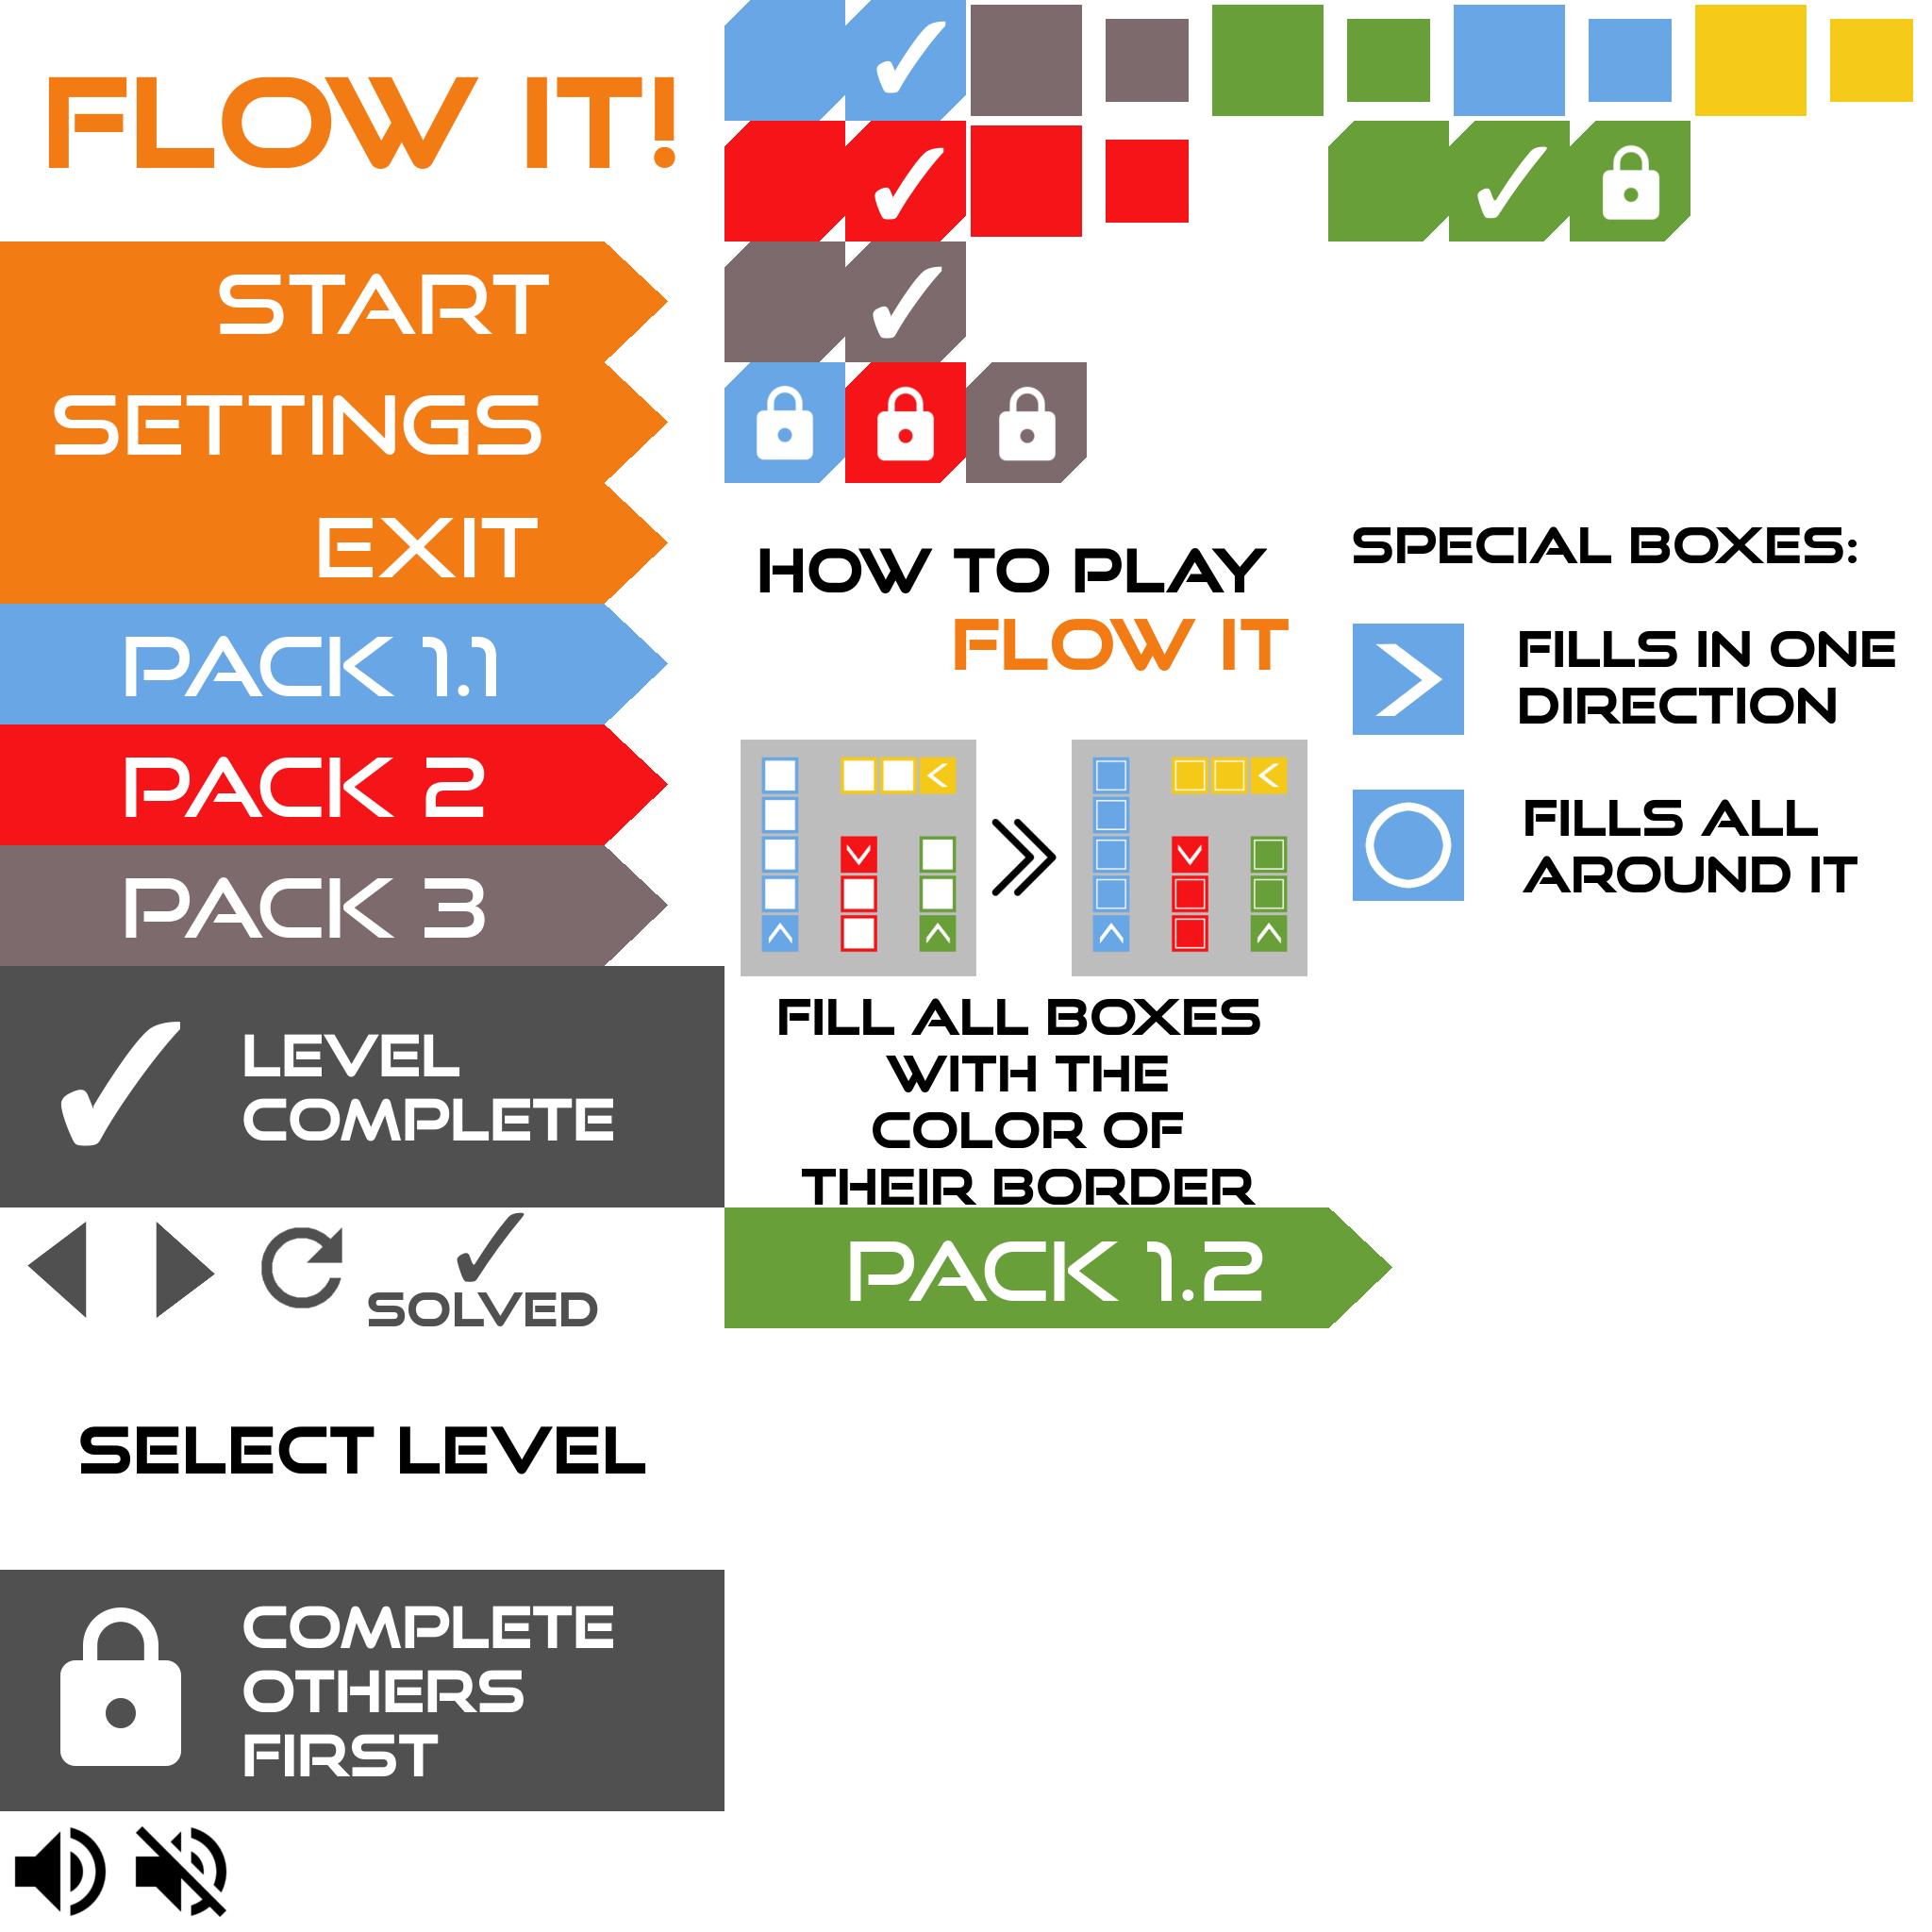 FLOW IT!
START
SETTINGS
EXIT
PACK 1.1
PACK 2
PACK 3
LEVEL
COMPLETE
SOLVED
SELECT LEVEL
COMPLETE
OTHERS
FIRST
HOW TO PLAY
FLOW IT
FILL ALL BOXES
WITH THE
COLOR OF
THEIR BORDER
PACK 1.2
SPECIAL BOXES:
FILLS IN ONE
DIRECTION
FILLS ALL
AROUND IT